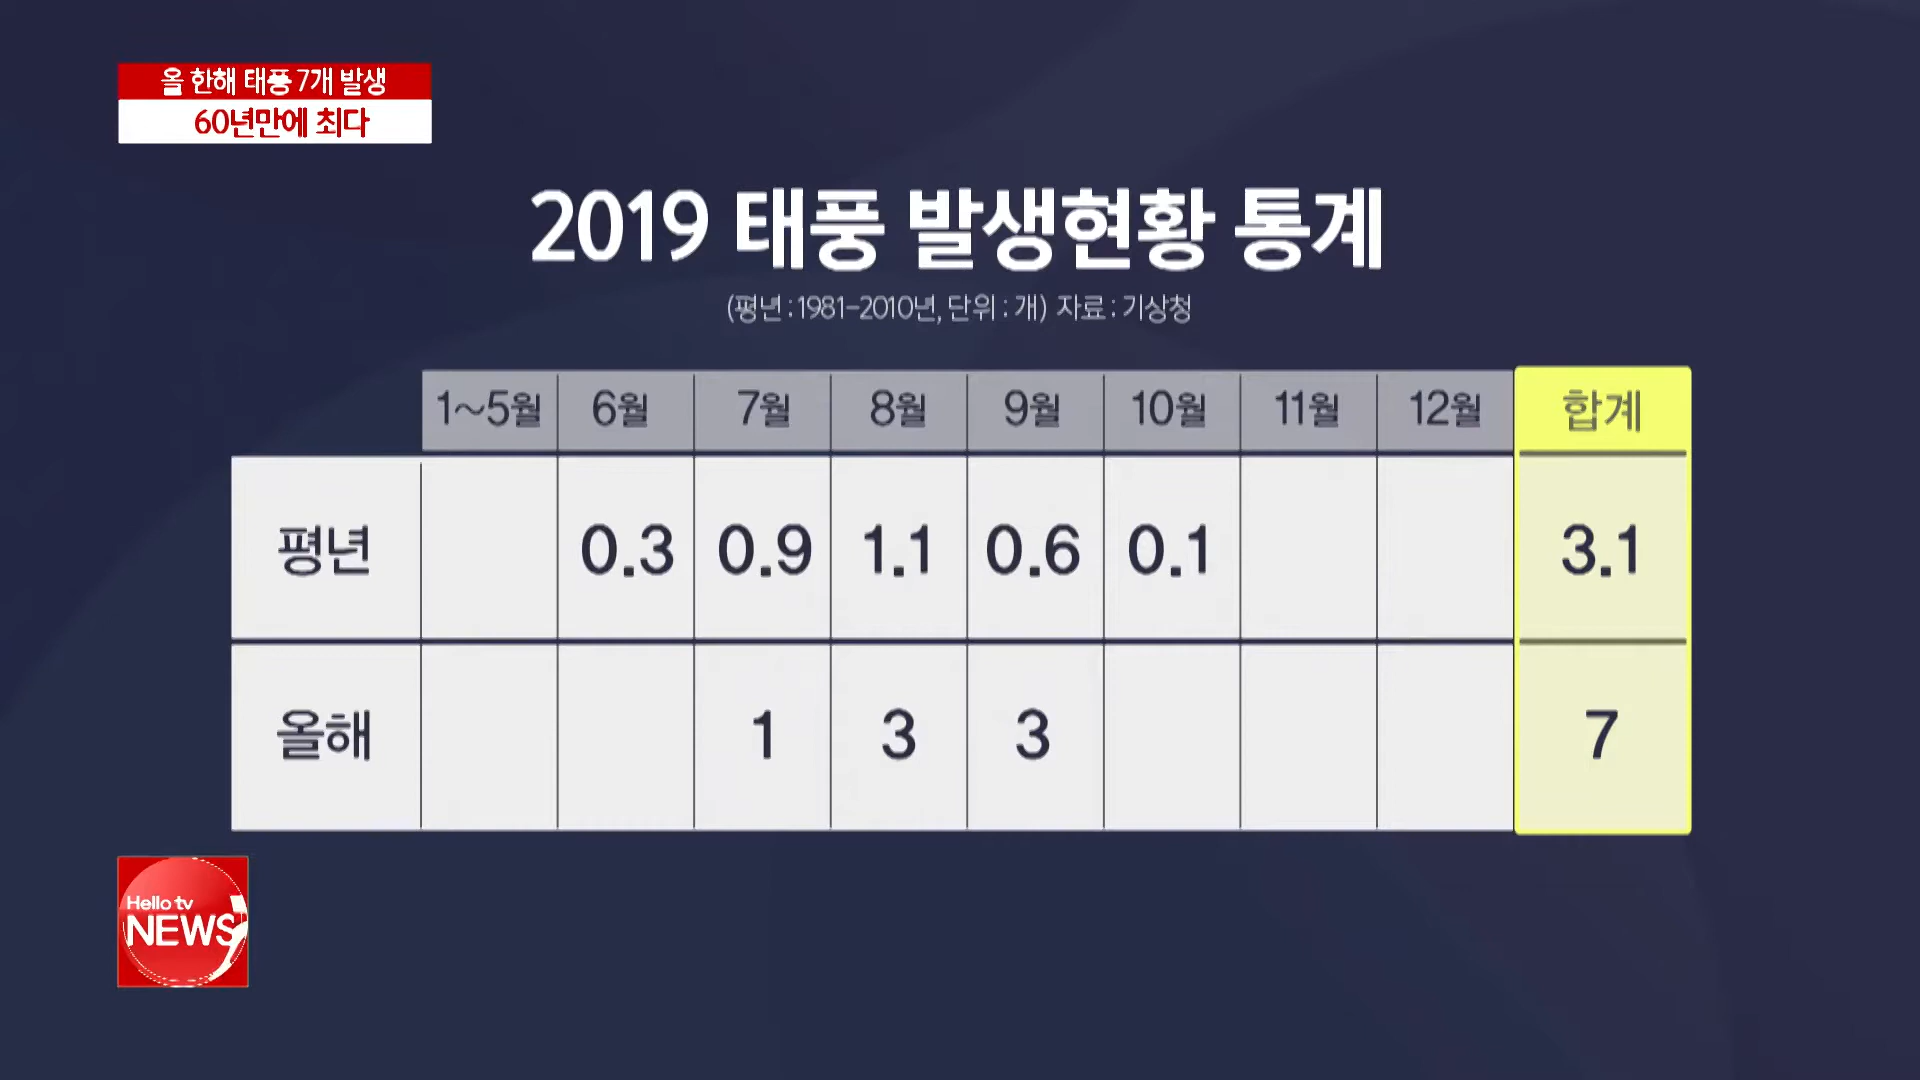 올 한해 태풍 7개 발생
60년만에 최다
2019 태풍 발생현황 통계
(평년 : 1981-2010년, 단위 : 개) 자료 : 기상청
1~5월 6월 7월 8월 9월 10월 11월 12월 합계
평년 0.3 0.9 1.1 0.6 0.1 3.1
올해 1 3 3 7
Hello tv
NEWS